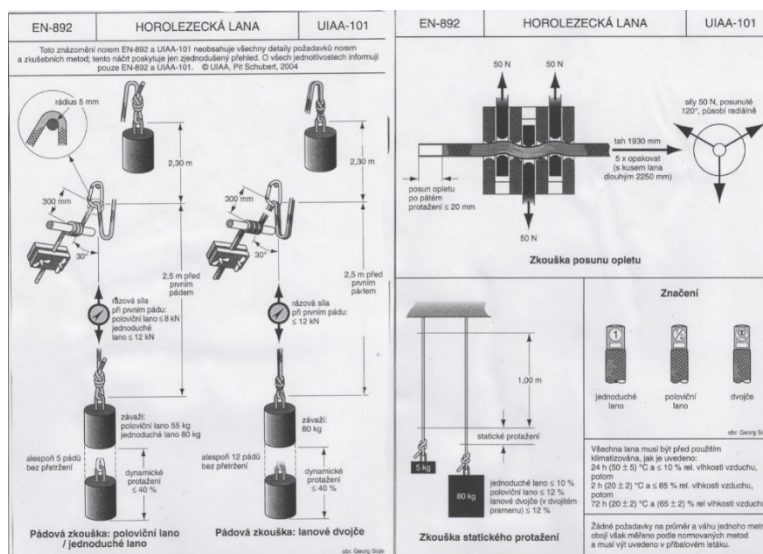 EN-892
HOROLEZECKÁ LANA
UIAA-101
Toto znázornění norem EN-892 a UIAA-101 neobsahuje všechny detaily požadavků norem
a zkušebních metod; tento náčrt poskytuje jen zjednodušený přehled. O všech jednotlivostech informují
pouze EN-892 a UIAA-101. © UIAA, Pit Schubert, 2004
rádius 5 mm
2,30 m
300 mm
30°
2,5 m před
prvním
pádem
rázová síla
při prvním pádu:
poloviční lano ≤ 8 kN
jednoduché
lano ≤ 12 kN
závaží:
poloviční lano 55 kg
jednoduché lano 80 kg
alespoň 5 pádů
bez přetržení
dynamické
protažení
≤ 40 %
Pádová zkouška: poloviční lano
/ jednoduché lano
2,30 m
300 mm
30°
2,5 m před
prvním
pádem
rázová síla
při prvním pádu:
≤ 12 kN
závaží:
80 kg
alespoň 12 pádů
bez přetržení
dynamické
protažení
≤ 40 %
Pádová zkouška: lanové dvojče
obr. Georg Sojer
EN-892
HOROLEZECKÁ LANA
UIAA-101
50 N
50 N
síly 50 N, posunuté
120°, působí radiálně
tah 1930 mm
5 x opakovat
(s kusem lana
dlouhým 2250 mm)
posun opletu
po pátém
protažení ≤ 20 mm
50 N
Zkouška posunu opletu
1,00 m
statické protažení
5 kg
80 kg
jednoduché lano ≤ 10 %
poloviční lano ≤ 12 %
lanové dvojče (v dvojitém
pramenu) ≤ 12 %
Zkouška statického protažení
Značení
1
1/2
jednoduché
lano
poloviční
lano
dvojče
obr. Georg
Všechna lana musí být před použitím
klimatizována, jak je uvedeno:
24 h (50 ± 5) °C a ≤ 10 % rel. vlhkosti vzduchu,
potom
2 h (20 ± 2) °C a ≤ 65 % rel. vlhkosti vzduchu,
potom
72 h (20 ± 2) °C a (65 ± 2) % rel vlhkosti vzduchu
Žádné požadavky na průměr a váhu jednoho metru
obojí však měřeno podle normovaných metod
a musí být uvedeno v příbalovém letáku.